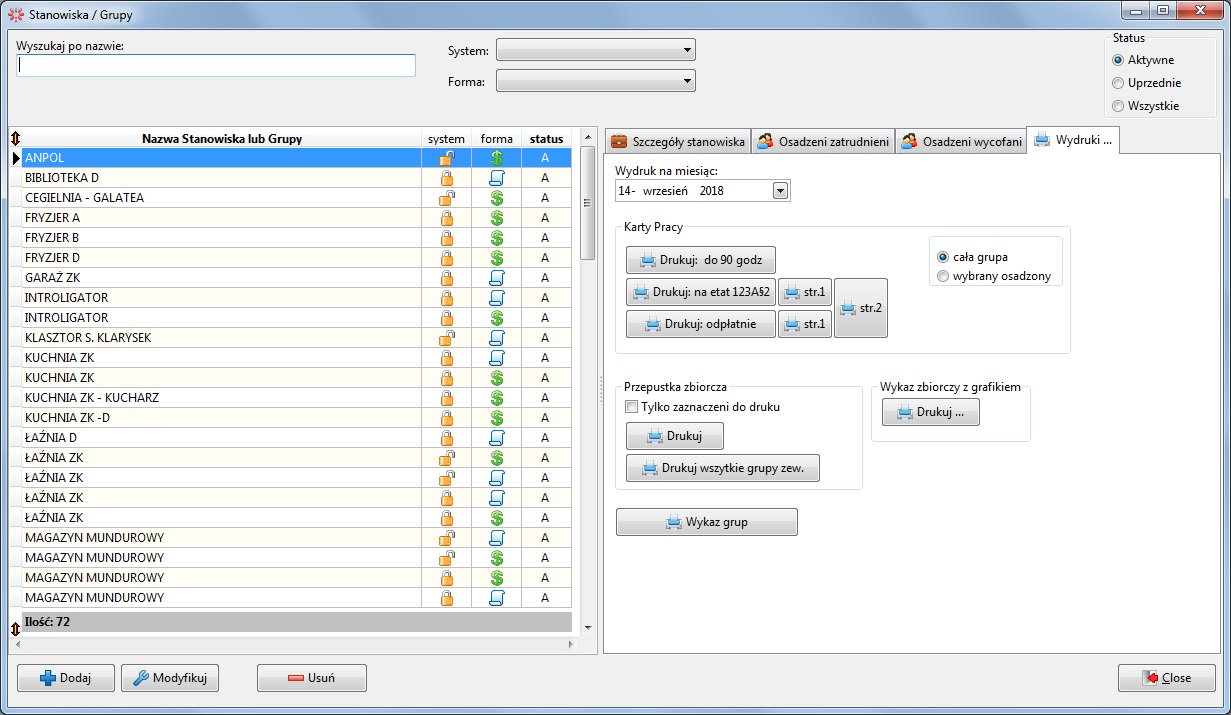 Stanowiska / Grupy
Wyszukaj po nazwie:
System:
Forma:
Status
Aktywne
Uprzednie
Wszystkie
Nazwa Stanowiska lub Grupy system forma status
ANPOL A
BIBLIOTEKA D A
CEGIELNIA - GALATEA A
FRYZJER A A
FRYZJER B A
FRYZJER D A
GARAŻ ZK A
INTROLIGATOR A
INTROLIGATOR A
KLASZTOR S. KLARYSEK A
KUCHNIA ZK A
KUCHNIA ZK A
KUCHNIA ZK - KUCHARZ A
KUCHNIA ZK -D A
ŁAŹNIA D A
ŁAŹNIA ZK A
ŁAŹNIA ZK A
ŁAŹNIA ZK A
ŁAŹNIA ZK A
MAGAZYN MUNDUROWY A
MAGAZYN MUNDUROWY A
MAGAZYN MUNDUROWY A
MAGAZYN MUNDUROWY A
Ilość: 72
Szczegóły stanowiska Osadzeni zatrudnieni Osadzeni wycofani Wydruki ...
Wydruk na miesiąc:
14- wrzesień 2018
Karty Pracy
Drukuj: do 90 godz
Drukuj: na etat 123A§2 str.1 str.2
Drukuj: odpłatnie str.1
cała grupa
wybrany osadzony
Przepustka zbiorcza
Tylko zaznaczeni do druku
Drukuj
Drukuj wszytkie grupy zew.
Wykaz zbiorczy z grafikiem
Drukuj ...
Wykaz grup
Dodaj Modyfikuj Usuń Close